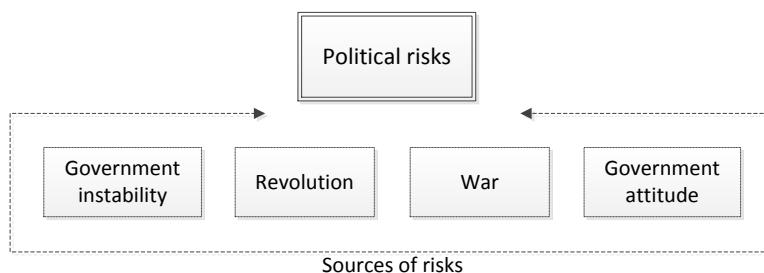 Political risks
Government
instability
Revolution
War
Government
attitude
Sources of risks